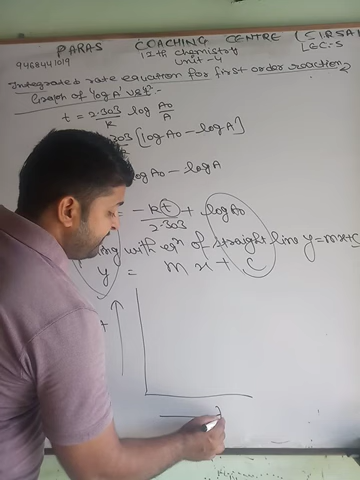 PARAS COACHING CENTRE (SIRSA)
9468441019 12th chemistry LEC-5
Unit-4
Integrated rate equation for first order reaction
Graph of 'log A' vs 't'
t = 2.303/K log A0/A
[log A0 - log A]
log A0 - log A
= -Kt/2.303 + log A0
with eqn of straight line y=mx+c
y = mx + c